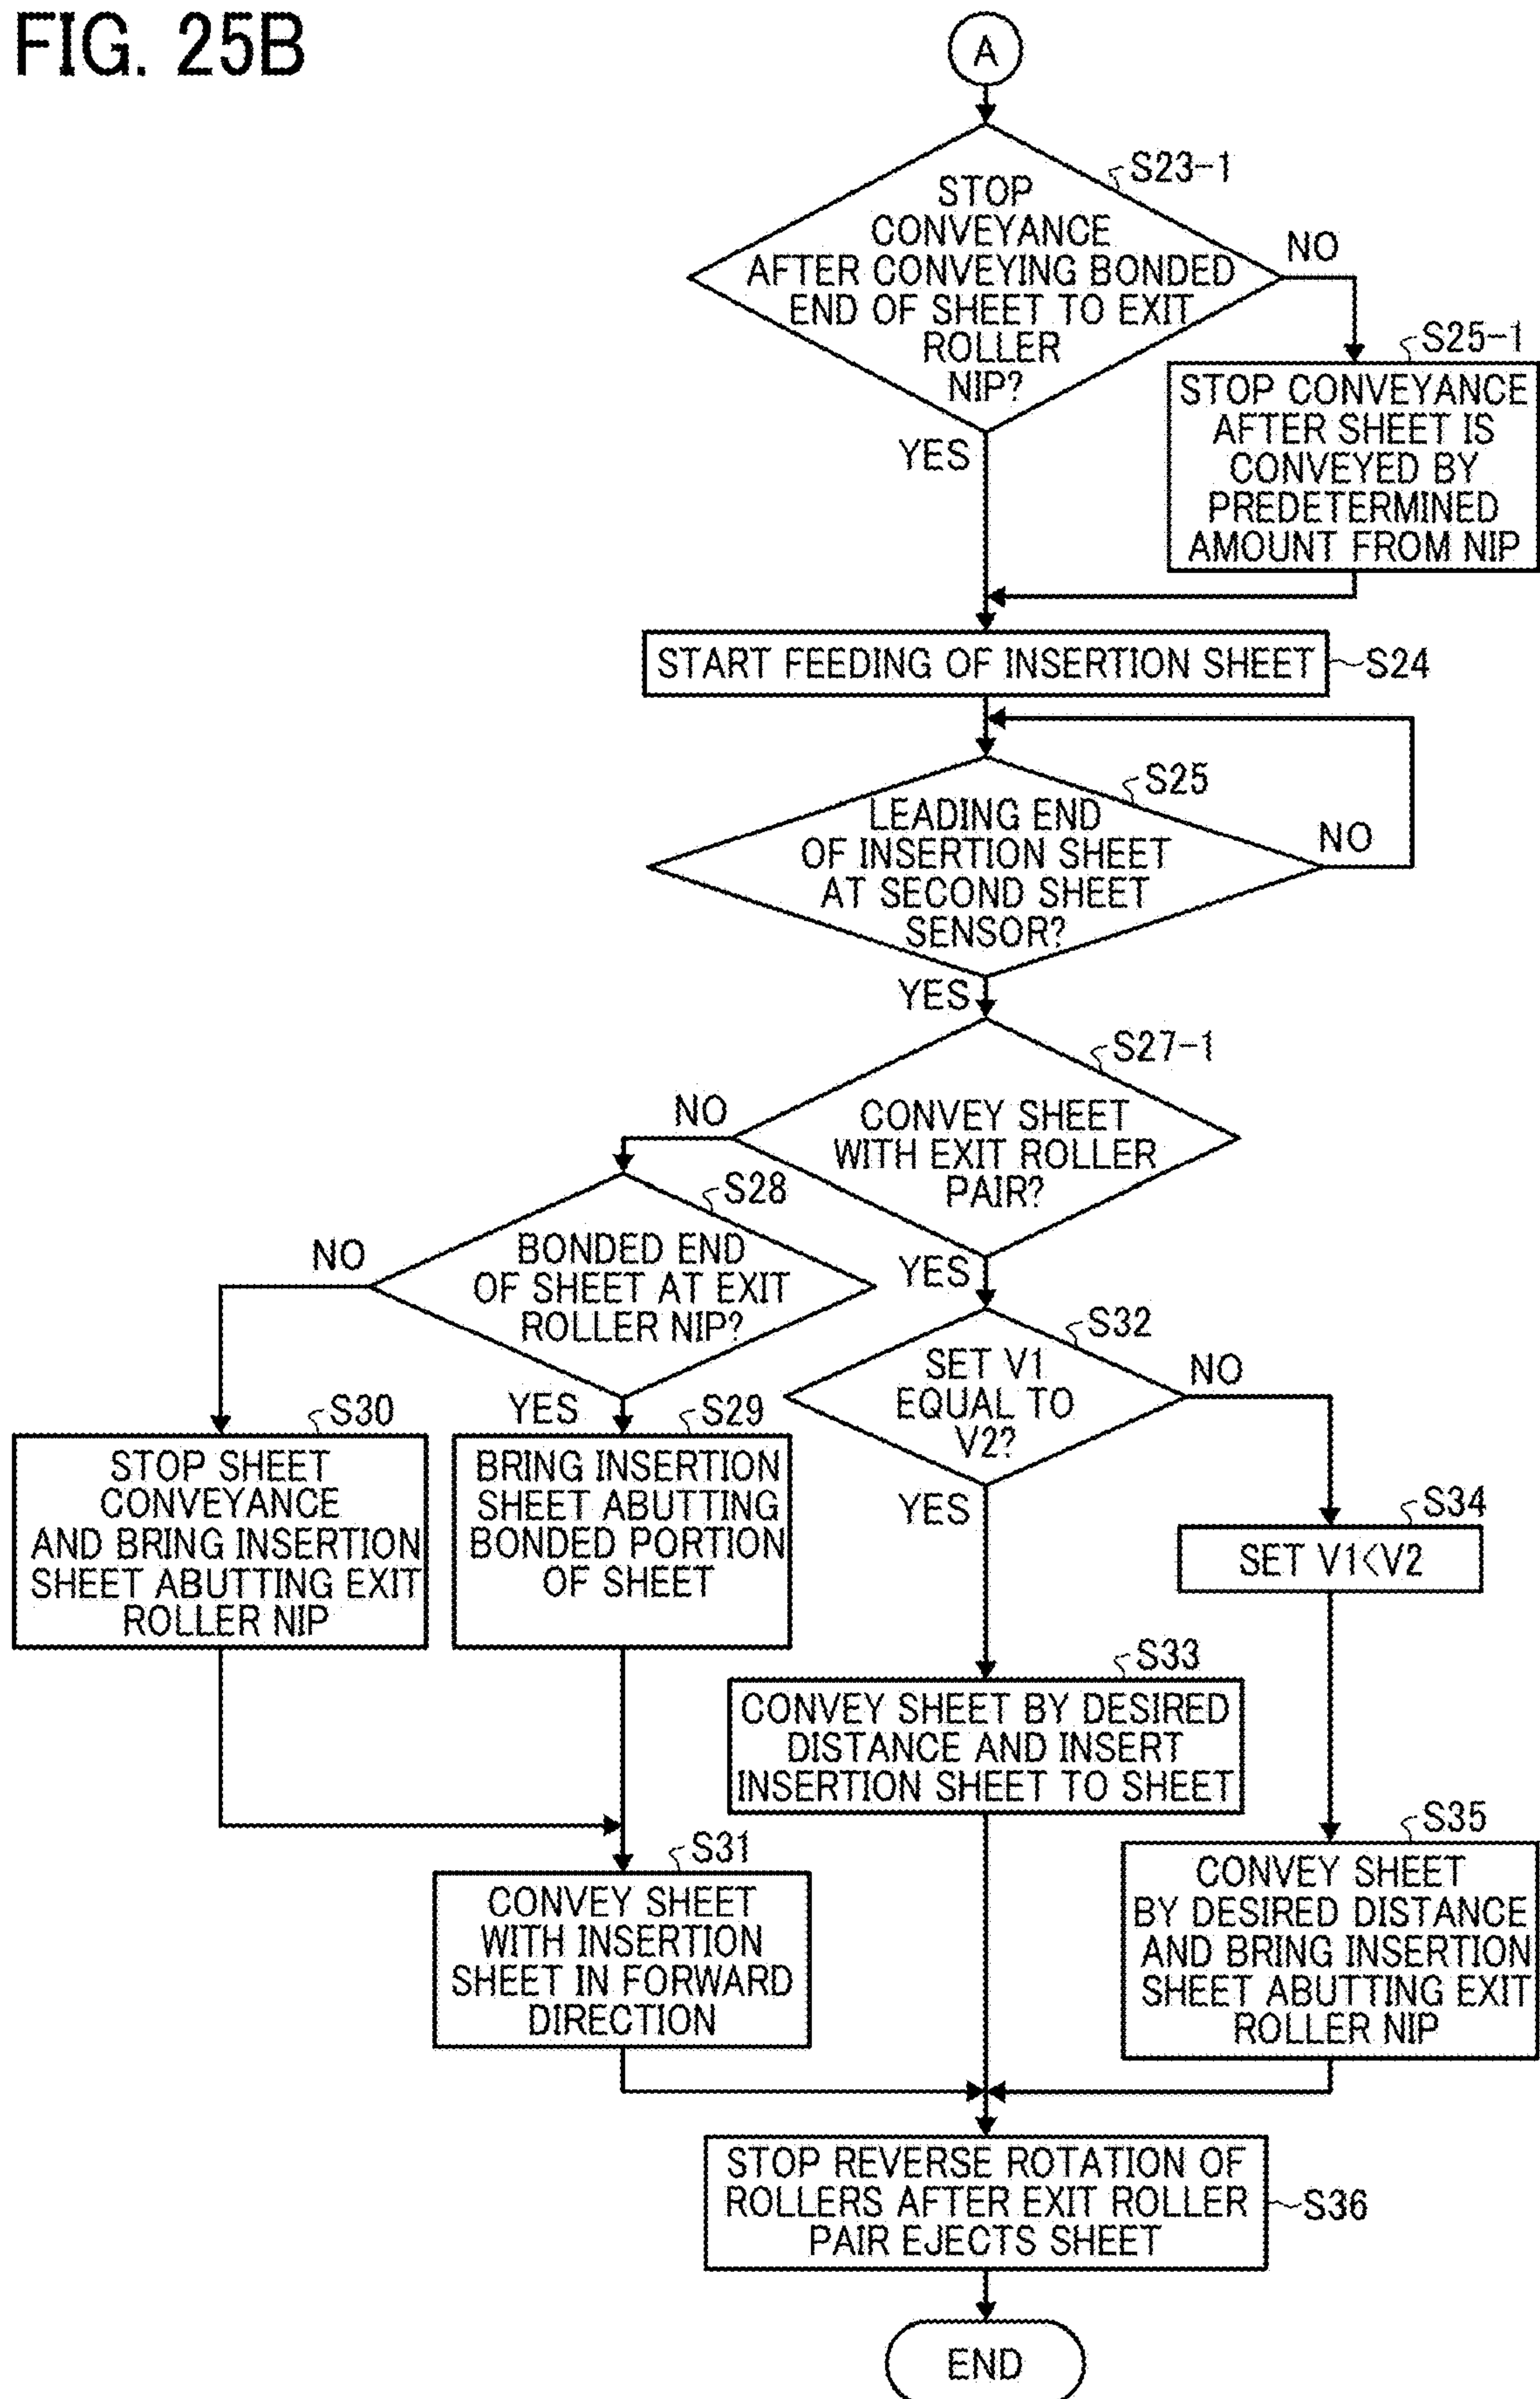 FIG. 25B
A
S23-1
STOP
CONVEYANCE
AFTER CONVEYING BONDED
END OF SHEET TO EXIT
ROLLER
NIP?
NO
YES
S25-1
STOP CONVEYANCE
AFTER SHEET IS
CONVEYED BY
PREDETERMINED
AMOUNT FROM NIP
START FEEDING OF INSERTION SHEET
S24
S25
LEADING END
OF INSERTION SHEET
AT SECOND SHEET
SENSOR?
NO
YES
S27-1
CONVEY SHEET
WITH EXIT ROLLER
PAIR?
NO
YES
S28
BONDED END
OF SHEET AT EXIT
ROLLER NIP?
NO
YES
S32
SET V1
EQUAL TO
V2?
NO
YES
S30
STOP SHEET
CONVEYANCE
AND BRING INSERTION
SHEET ABUTTING EXIT
ROLLER NIP
S29
BRING INSERTION
SHEET ABUTTING
BONDED PORTION
OF SHEET
S34
SET V1<V2
S33
CONVEY SHEET BY DESIRED
DISTANCE AND INSERT
INSERTION SHEET TO SHEET
S31
CONVEY SHEET
WITH INSERTION
SHEET IN FORWARD
DIRECTION
S35
CONVEY SHEET
BY DESIRED DISTANCE
AND BRING INSERTION
SHEET ABUTTING EXIT
ROLLER NIP
STOP REVERSE ROTATION OF
ROLLERS AFTER EXIT ROLLER
PAIR EJECTS SHEET
S36
END